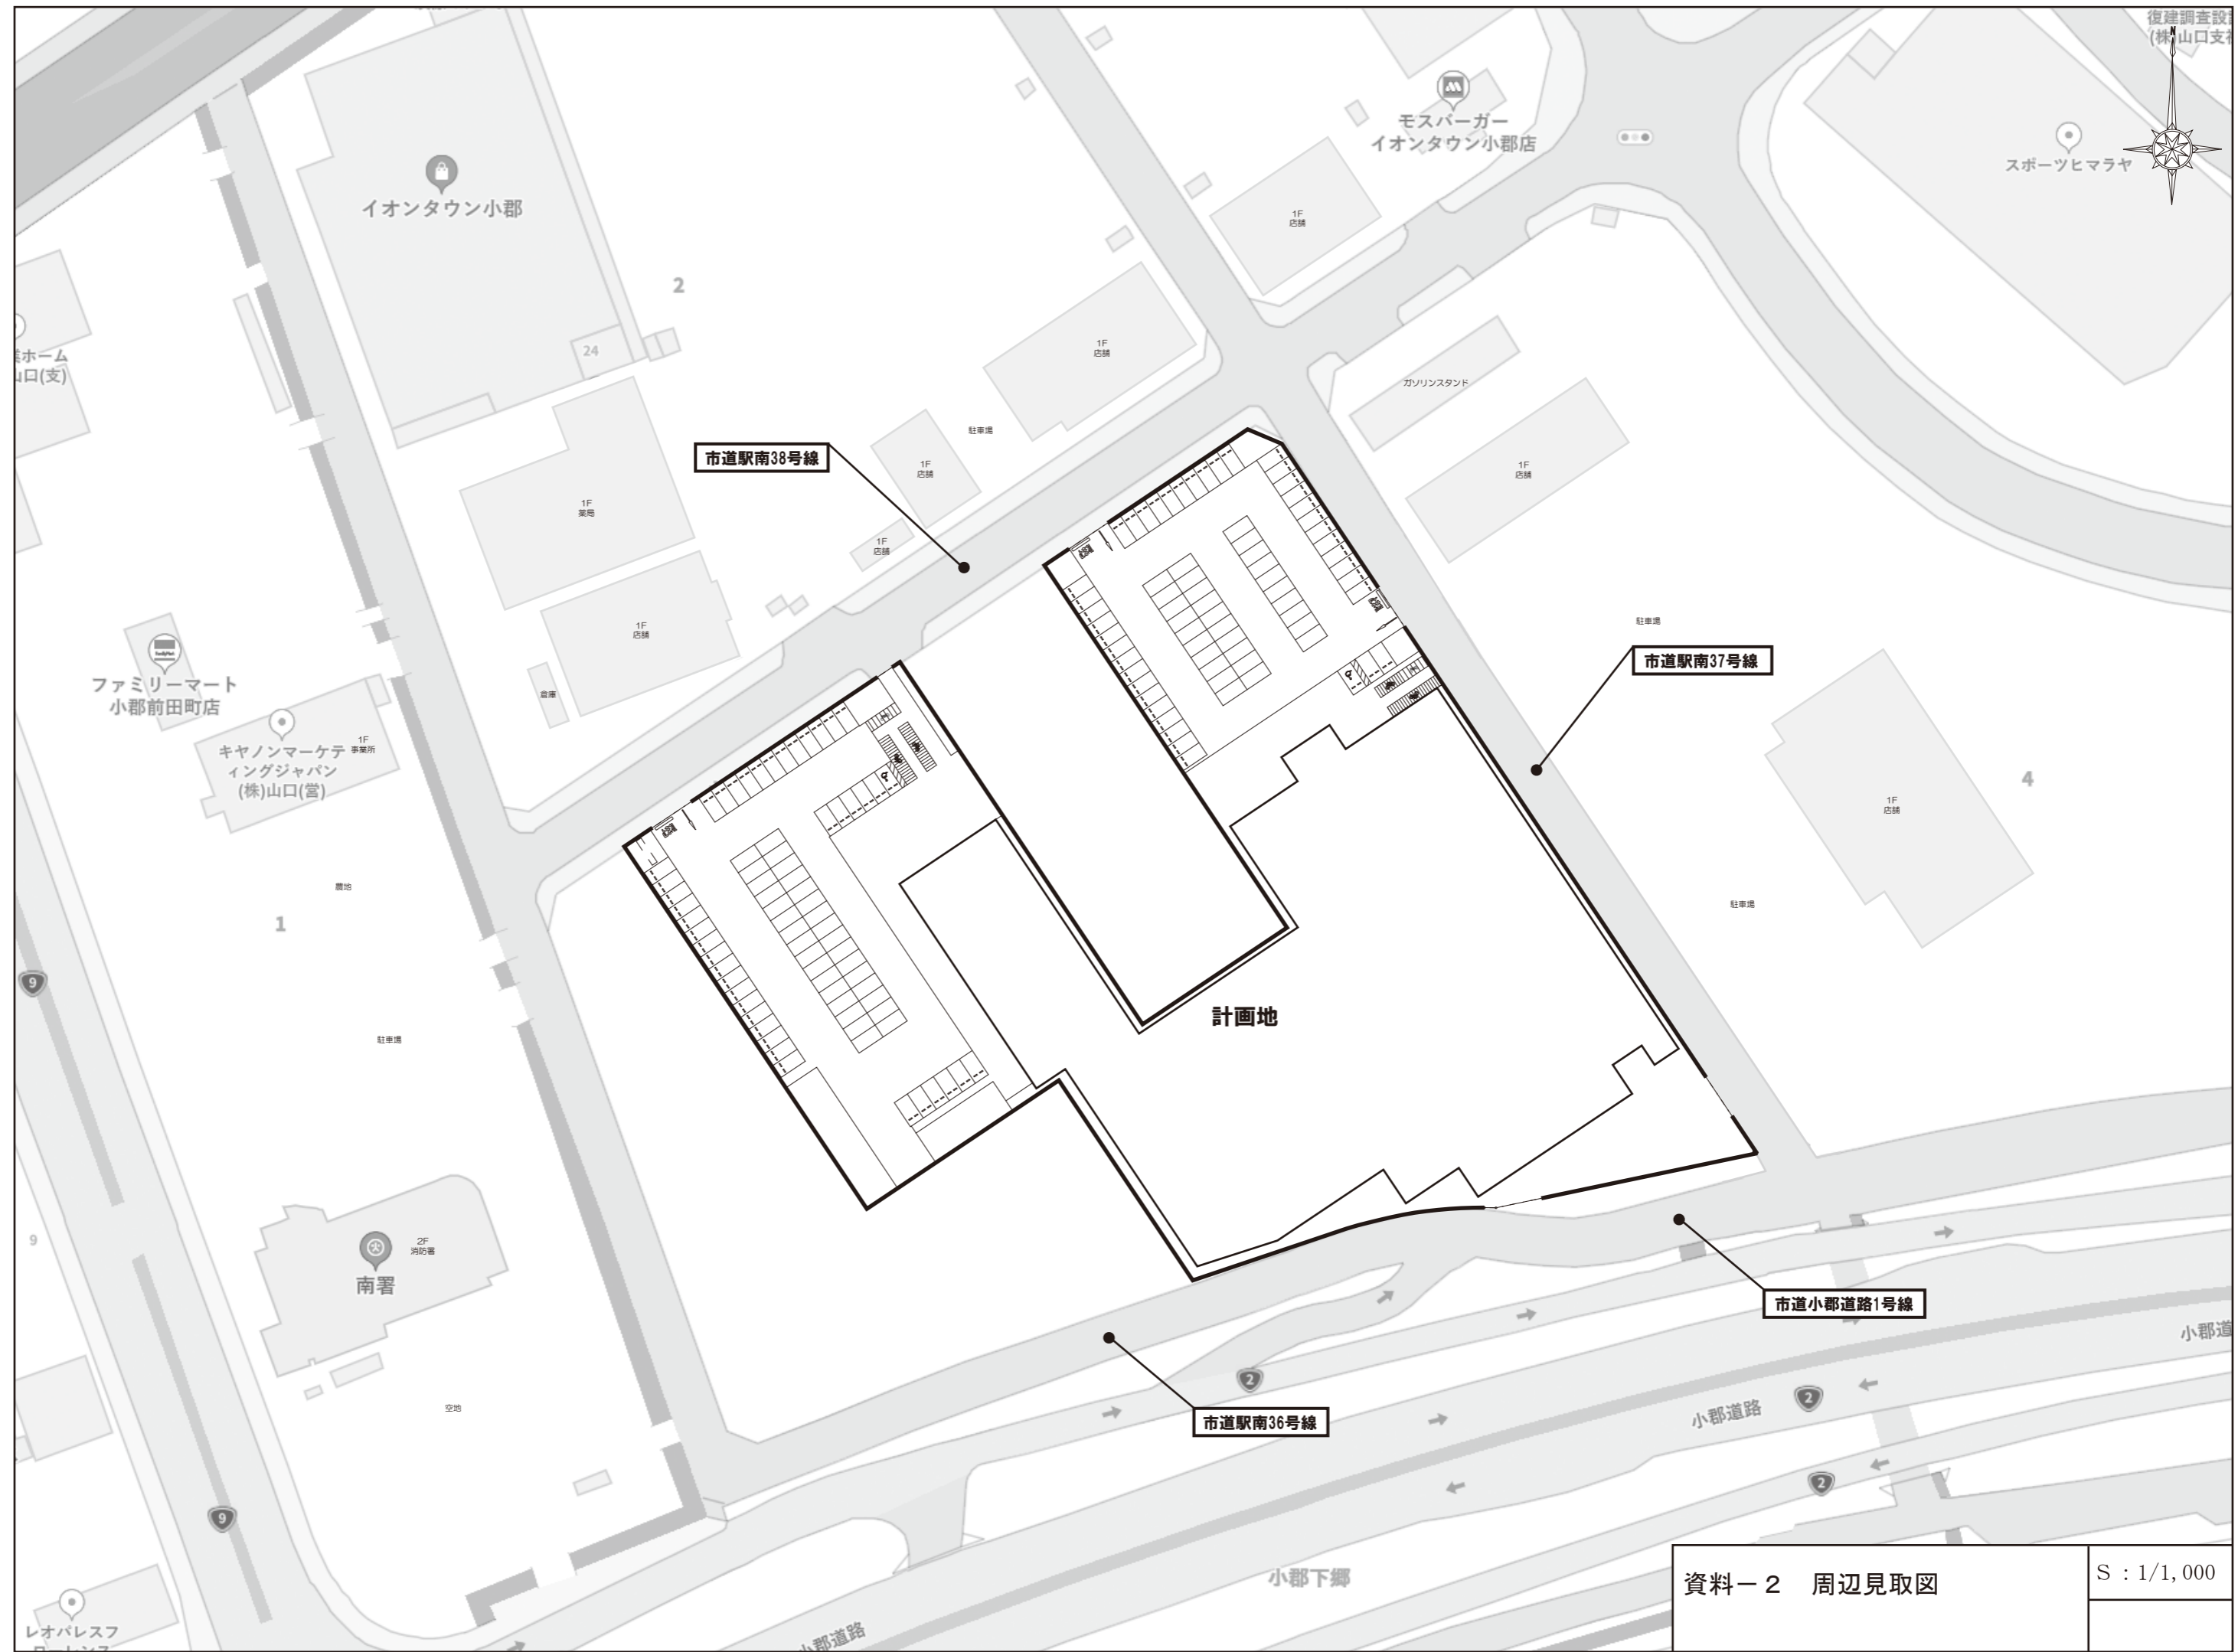 復建調査設
(株)山口支社
N
モスバーガー
イオンタウン小郡店
スポーツヒマラヤ
イオンタウン小郡
1F
店舗
2
1F
店舗
業ホーム
山口(支)
24
ガソリンスタンド
駐車場
市道駅南38号線
1F
店舗
1F
店舗
1F
薬局
1F
店舗
1F
店舗
駐車場
市道駅南37号線
ファミリーマート
小郡前田町店
FamilyMart
倉庫
キヤノンマーケテ
ィングジャパン
(株)山口(営)
1F
事業所
4
1F
店舗
農地
1
駐車場
9
計画地
駐車場
9
2F
消防署
南署
市道小郡道路1号線
小郡道
2
空地
市道駅南36号線
小郡道路
2
2
9
小郡下郷
資料－2 周辺見取図
S : 1/1,000
レオパレスフ
ローレンス
小郡道路